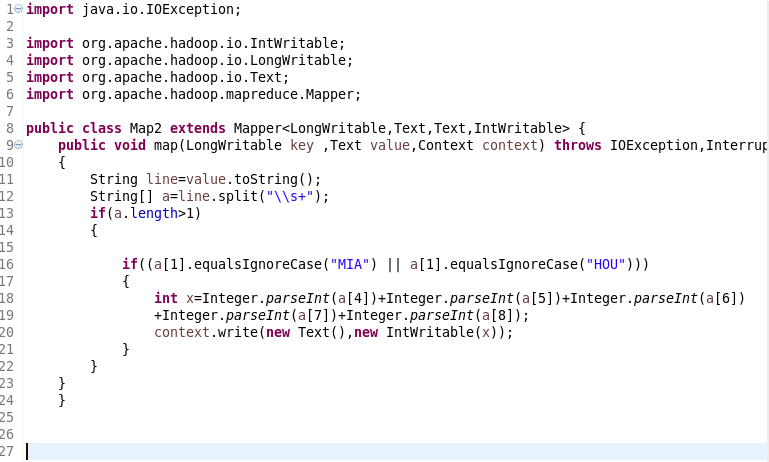 1 import java.io.IOException;
2
3 import org.apache.hadoop.io.IntWritable;
4 import org.apache.hadoop.io.LongWritable;
5 import org.apache.hadoop.io.Text;
6 import org.apache.hadoop.mapreduce.Mapper;
7
8 public class Map2 extends Mapper<LongWritable,Text,Text,IntWritable> {
9     public void map(LongWritable key ,Text value,Context context) throws IOException,Interrup
10     {
11         String line=value.toString();
12         String[] a=line.split("\\s+");
13         if(a.length>1)
14         {
15
16             if((a[1].equalsIgnoreCase("MIA") || a[1].equalsIgnoreCase("HOU")))
17             {
18                 int x=Integer.parseInt(a[4])+Integer.parseInt(a[5])+Integer.parseInt(a[6])
19                 +Integer.parseInt(a[7])+Integer.parseInt(a[8]);
20                 context.write(new Text(),new IntWritable(x));
21             }
22         }
23     }
24     }
25
26
27